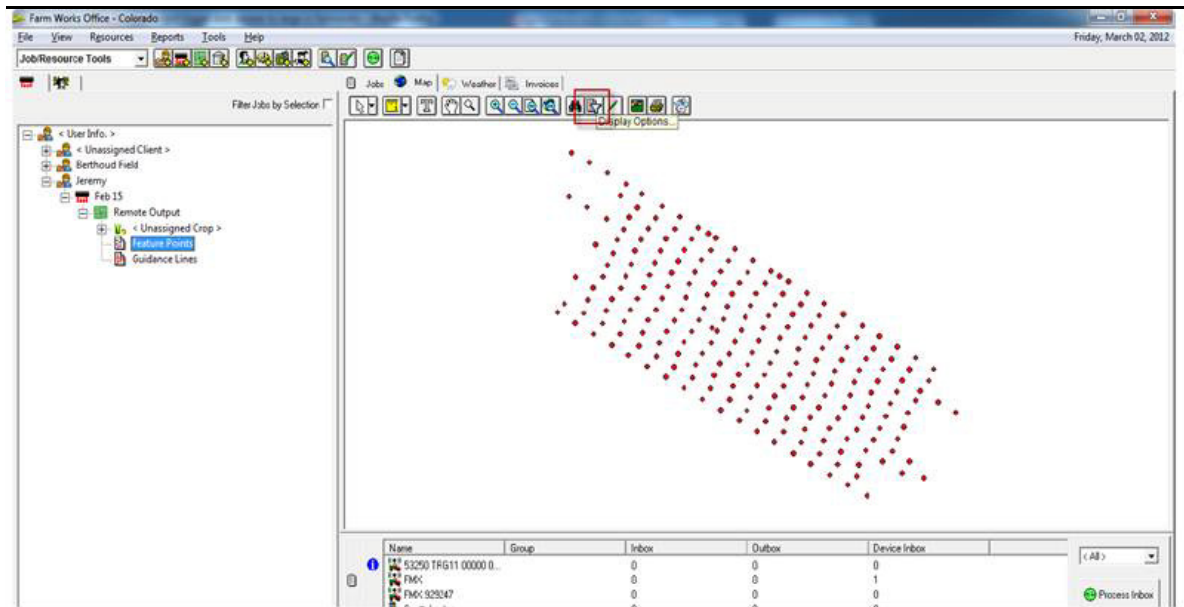 Farm Works Office - Colorado
File View Resources Reports Tools Help
Friday, March 02, 2012
Job/Resource Tools
Jobs Map Weather Invoices
Filter Jobs by Selection
Display Options...
< User Info. >
< Unassigned Client >
Berthoud Field
Jeremy
Feb 15
Remote Output
< Unassigned Crop >
Feature Points
Guidance Lines
Name Group Inbox Outbox Device Inbox
< All >
53250 TRG11 00000 0... 0 0 0
FMX 0 0 1
FMX 929247 0 0 0
Process Inbox